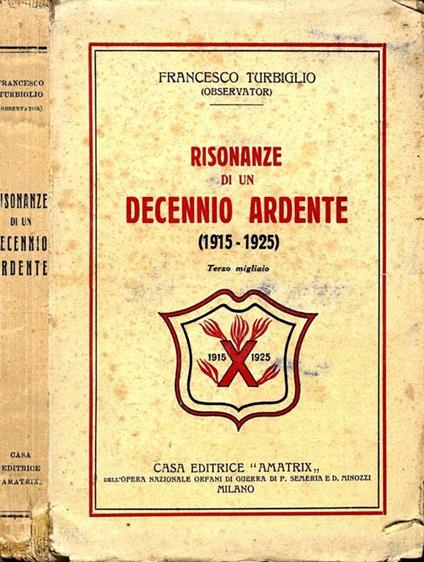 FRANCESCO
TURBIGLIO
(OBSERVATOR)
RISONANZE
DI UN
DECENNIO
ARDENTE
CASA
EDITRICE
"AMATRIX„
FRANCESCO TURBIGLIO
(OBSERVATOR)
RISONANZE
DI UN
DECENNIO ARDENTE
(1915-1925)
Terzo migliaio
1915 X 1925
CASA EDITRICE "AMATRIX„
DELL'OPERA NAZIONALE ORFANI DI GUERRA DI P. SEMERIA E D. MINOZZI
MILANO